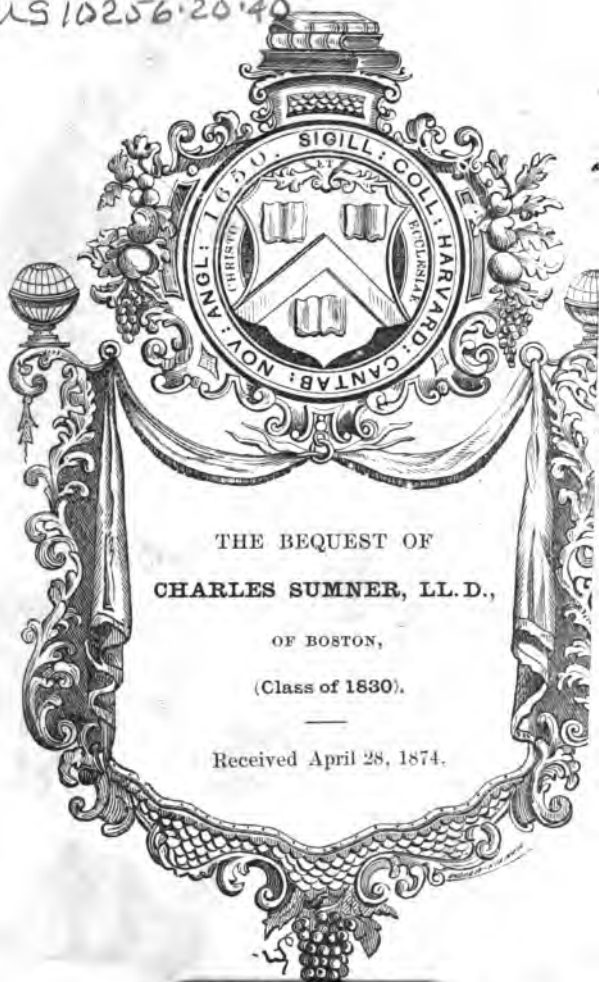 US 10256.20.40
SIGILL: COLL: HARVARD: CANTAB: NOV: ANGL: 1650.
ET
CHRISTO
ECCLESIAE
THE BEQUEST OF
CHARLES SUMNER, LL.D.,
OF BOSTON,
(Class of 1830).
Received April 28, 1874.